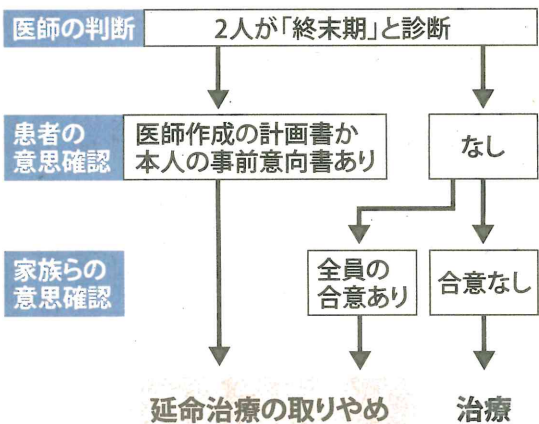 医師の判断
2人が「終末期」と診断
患者の
意思確認
医師作成の計画書か
本人の事前意向書あり
なし
家族らの
意思確認
全員の
合意あり
合意なし
延命治療の取りやめ
治療